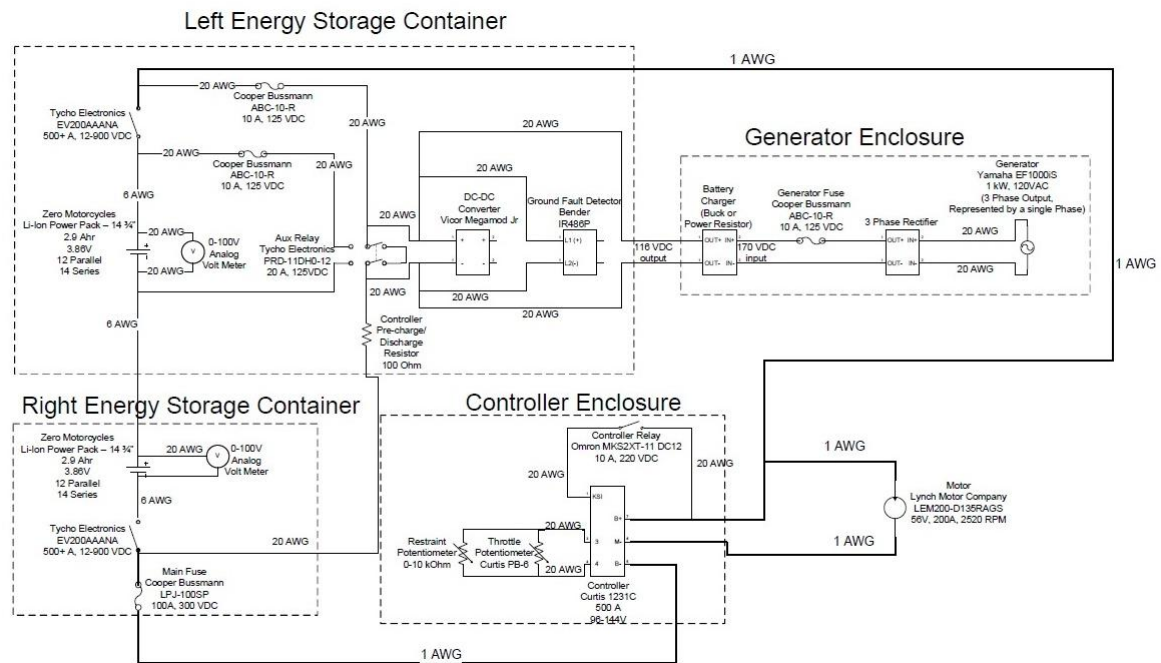 Left Energy Storage Container
1 AWG
20 AWG
Cooper Bussmann
ABC-10-R
10 A, 125 VDC
Tycho Electronics
EV200AAANA
500+ A, 12-900 VDC
20 AWG
20 AWG
20 AWG
Cooper Bussmann
ABC-10-R
10 A, 125 VDC
20 AWG
6 AWG
20 AWG
Generator Enclosure
Zero Motorcycles
Li-Ion Power Pack – 14 ¾"
2.9 Ahr
3.86V
12 Parallel
14 Series
20 AWG
V
0-100V
Analog
Volt Meter
20 AWG
Aux Relay
Tycho Electronics
PRD-11DH0-12
20 A, 125VDC
20 AWG
DC-DC
Converter
Vicor Megamod Jr
+ +
- -
Ground Fault Detector
Bender
IR486P
L1 (+)
L2(-)
116 VDC
output
Battery
Charger
(Buck or
Power Resistor)
OUT+ IN+
OUT- IN-
170 VDC
input
Generator Fuse
Cooper Bussmann
ABC-10-R
10 A, 125 VDC
3 Phase Rectifier
OUT+ IN+
OUT- IN-
Generator
Yamaha EF1000iS
1 kW, 120VAC
(3 Phase Output,
Represented by a single Phase)
20 AWG
20 AWG
1 AWG
20 AWG
20 AWG
20 AWG
6 AWG
Controller
Pre-charge/
Discharge
Resistor
100 Ohm
Right Energy Storage Container
Zero Motorcycles
Li-Ion Power Pack – 14 ¾"
2.9 Ahr
3.86V
12 Parallel
14 Series
20 AWG
V
0-100V
Analog
Volt Meter
6 AWG
Tycho Electronics
EV200AAANA
500+ A, 12-900 VDC
20 AWG
Main Fuse
Cooper Bussmann
LPJ-100SP
100A, 300 VDC
Controller Enclosure
Controller Relay
Omron MKS2XT-11 DC12
10 A, 220 VDC
20 AWG
20 AWG
KSI
B+
3 M-
4 B-
Restraint
Potentiometer
0-10 kOhm
Throttle
Potentiometer
Curtis PB-6
20 AWG
20 AWG
Controller
Curtis 1231C
500 A
96-144V
1 AWG
Motor
Lynch Motor Company
LEM200-D135RAGS
56V, 200A, 2520 RPM
1 AWG
1 AWG